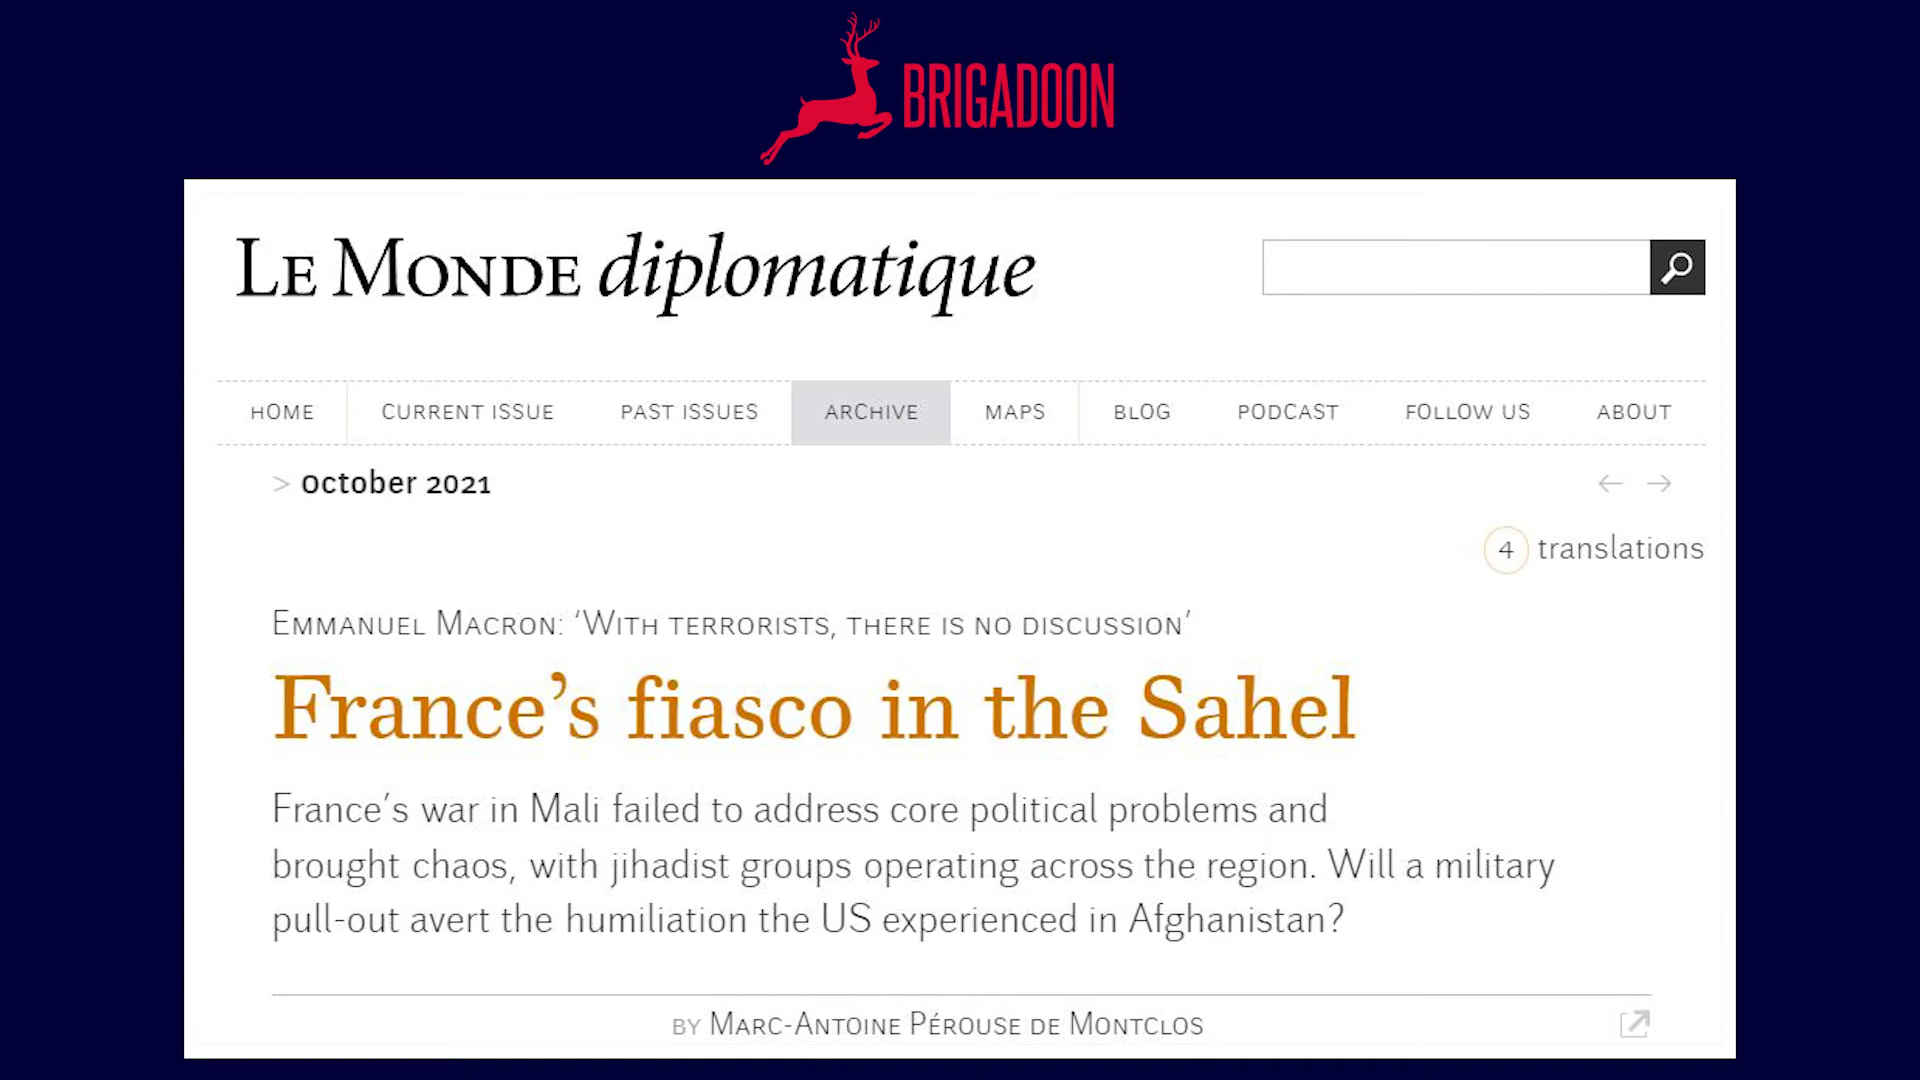 BRIGADOON
LE MONDE diplomatique
HOME CURRENT ISSUE PAST ISSUES ARCHIVE MAPS BLOG PODCAST FOLLOW US ABOUT
> October 2021 ← →
4 translations
EMMANUEL MACRON: ‘WITH TERRORISTS, THERE IS NO DISCUSSION’
France’s fiasco in the Sahel
France’s war in Mali failed to address core political problems and
brought chaos, with jihadist groups operating across the region. Will a military
pull-out avert the humiliation the US experienced in Afghanistan?
BY MARC-ANTOINE PÉROUSE DE MONTCLOS